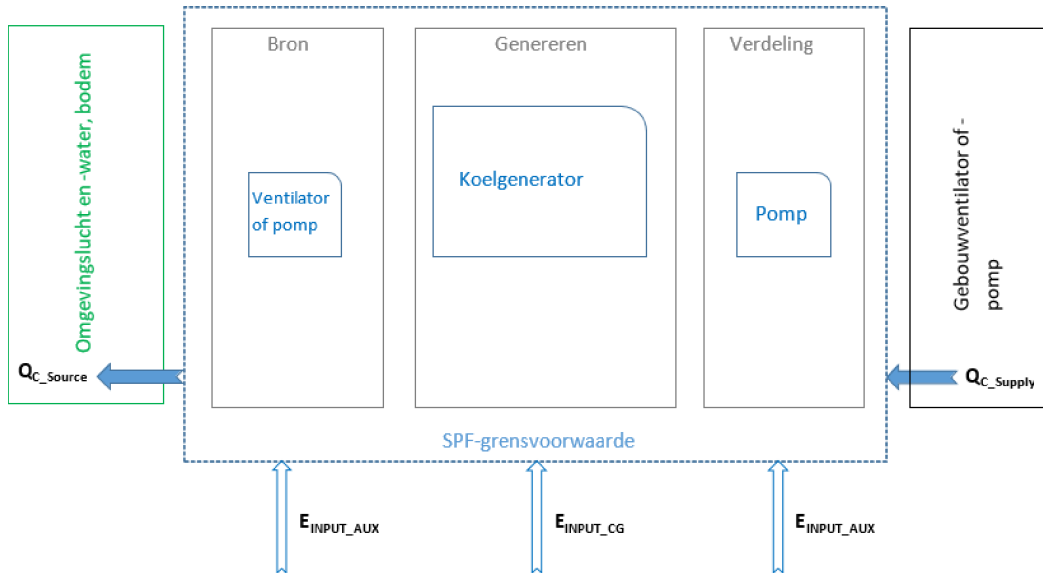 Bron
Genereren
Verdeling
Omgevingslucht en -water, bodem
Ventilator
of pomp
Koelgenerator
Pomp
Gebouwventilator of -
pomp
QC_Source
QC_Supply
SPF-grensvoorwaarde
EINPUT_AUX
EINPUT_CG
EINPUT_AUX